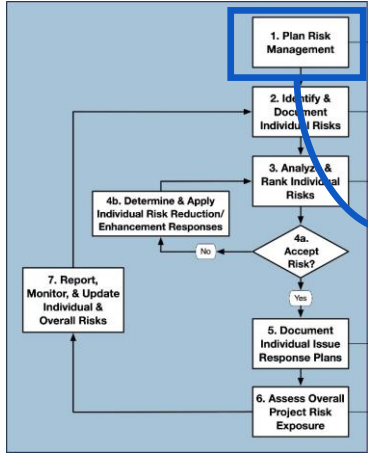 1. Plan Risk
Management
2. Identify &
Document
Individual Risks
3. Analyze &
Rank Individual
Risks
4b. Determine & Apply
Individual Risk Reduction/
Enhancement Responses
4a.
Accept
Risk?
No
Yes
7. Report,
Monitor, & Update
Individual &
Overall Risks
5. Document
Individual Issue
Response Plans
6. Assess Overall
Project Risk
Exposure